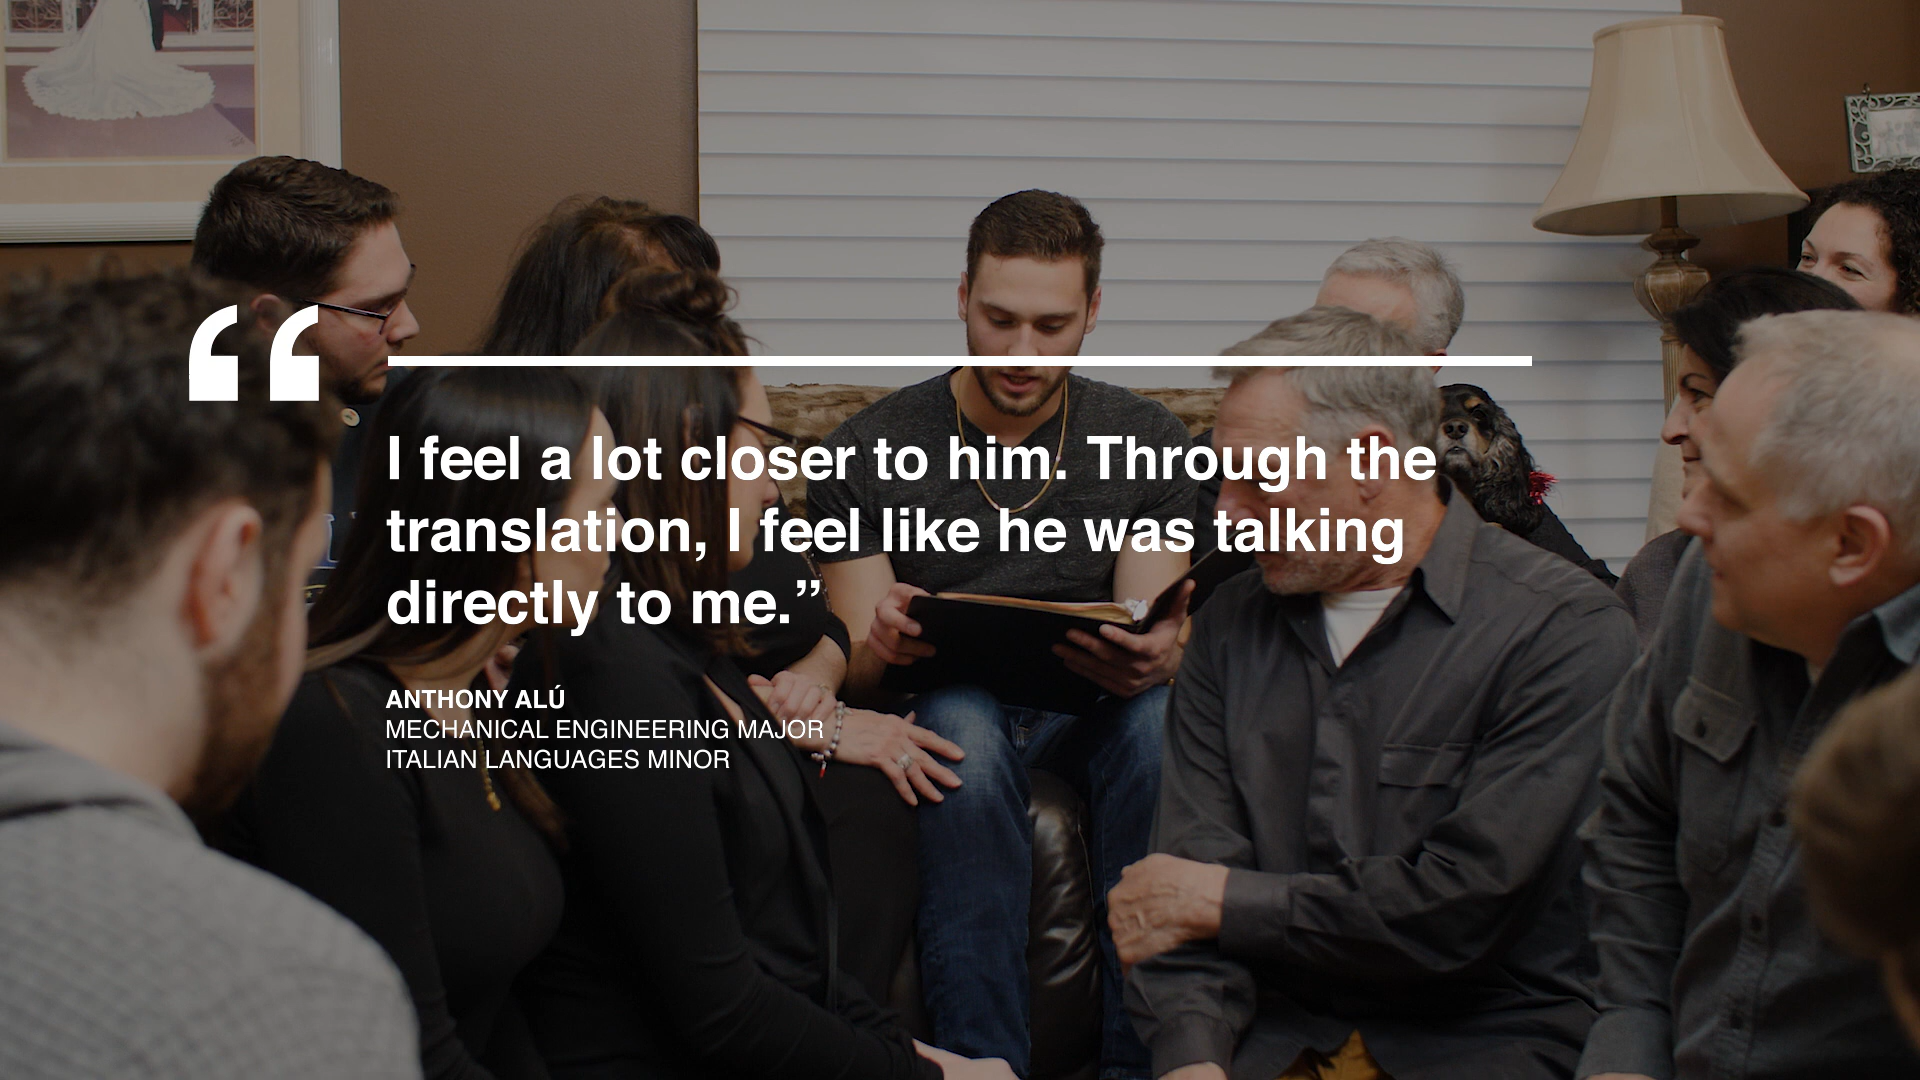 “
I feel a lot closer to him. Through the
translation, I feel like he was talking
directly to me.”
ANTHONY ALÚ
MECHANICAL ENGINEERING MAJOR
ITALIAN LANGUAGES MINOR